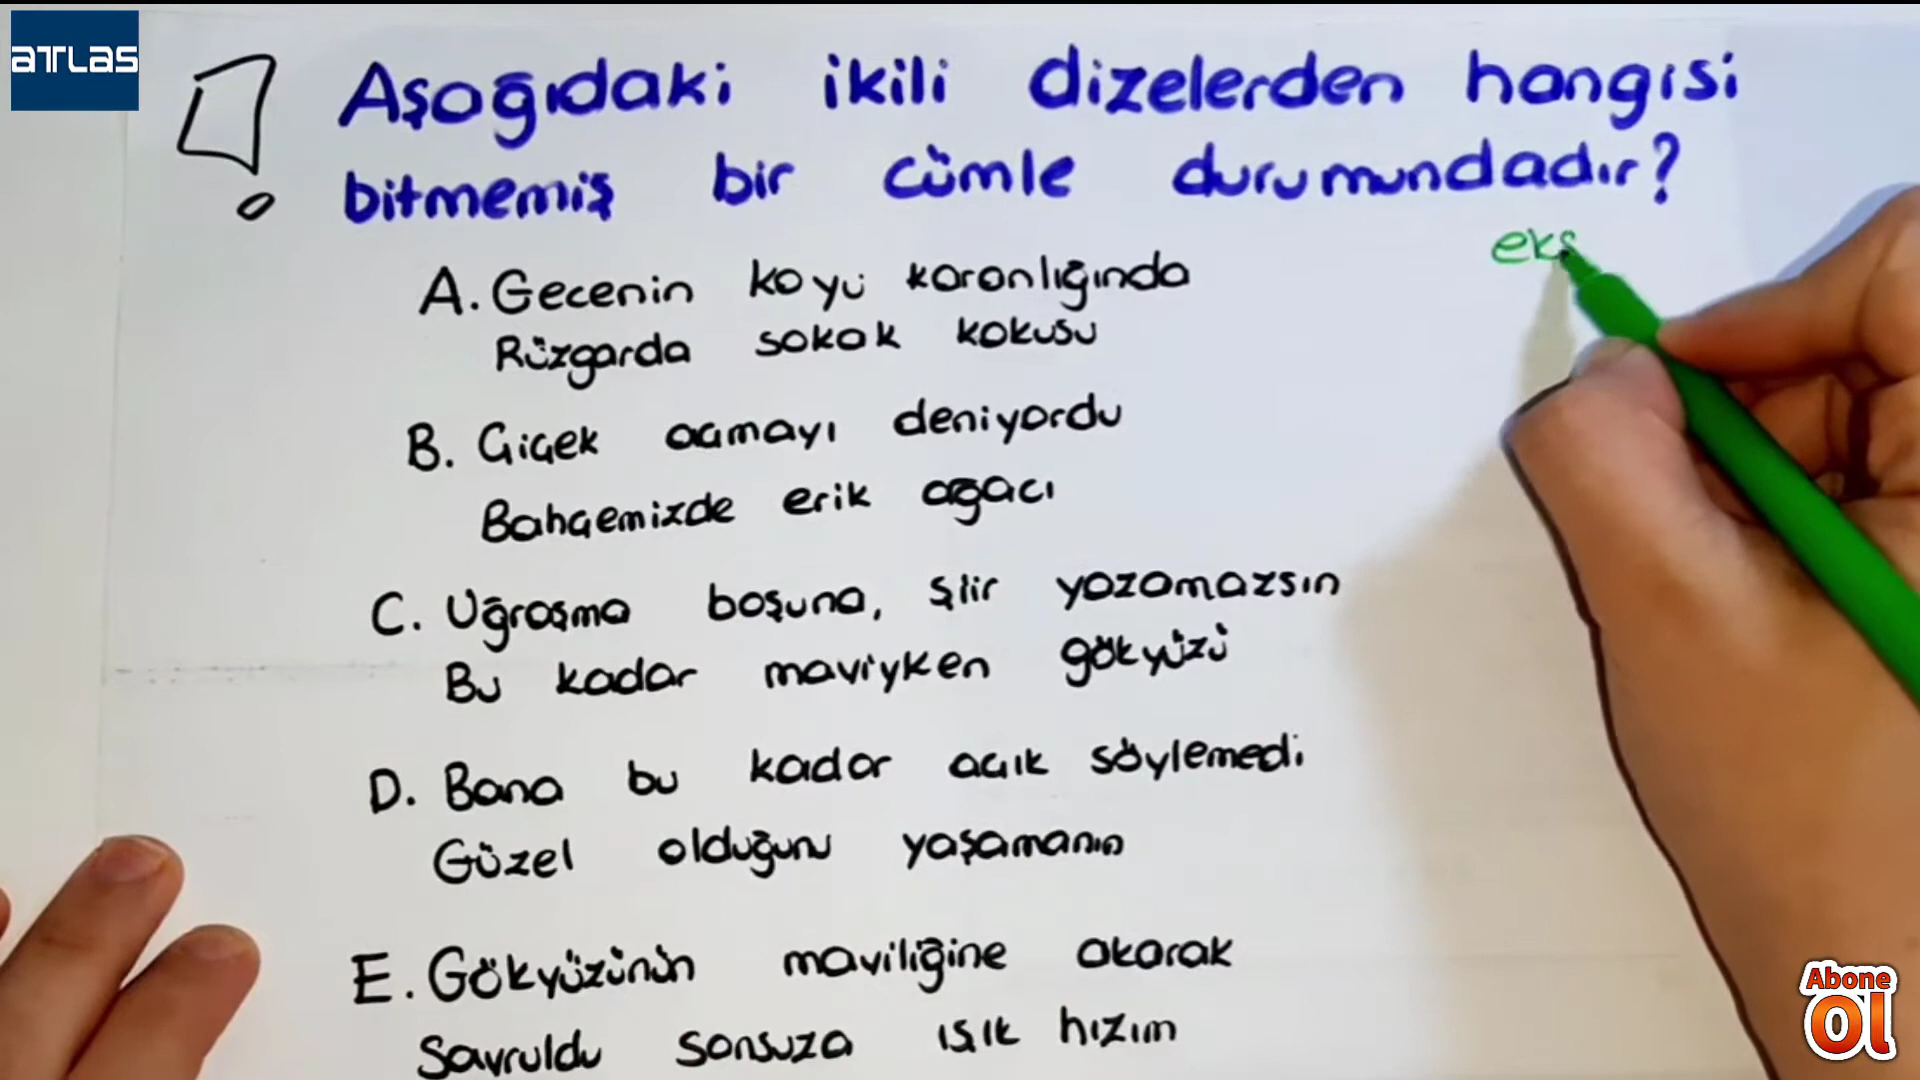 ATLAS
Aşağıdaki ikili dizelerden hangisi
bitmemiş bir cümle durumundadır?
eks
A. Gecenin koyu karanlığında
Rüzgarda sokak kokusu
B. Çiçek açmayı deniyordu
Bahçemizde erik ağacı
C. Uğraşma boşuna, şiir yazamazsın
Bu kadar maviyken gökyüzü
D. Bana bu kadar açık söylemedi
Güzel olduğunu yaşamanın
E. Gökyüzünün maviliğine akarak
Savruldu sonsuza ışık hızım
Abone
Ol